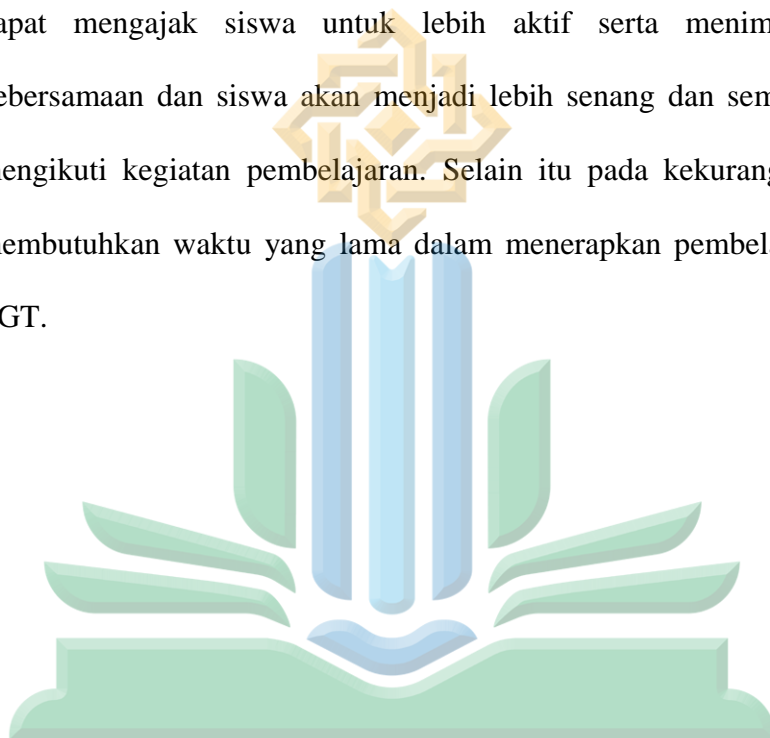 apat mengajak siswa untuk lebih aktif serta menim
ebersamaan dan siswa akan menjadi lebih senang dan sem
engikuti kegiatan pembelajaran. Selain itu pada kekurang
embutuhkan waktu yang lama dalam menerapkan pembel
GT.